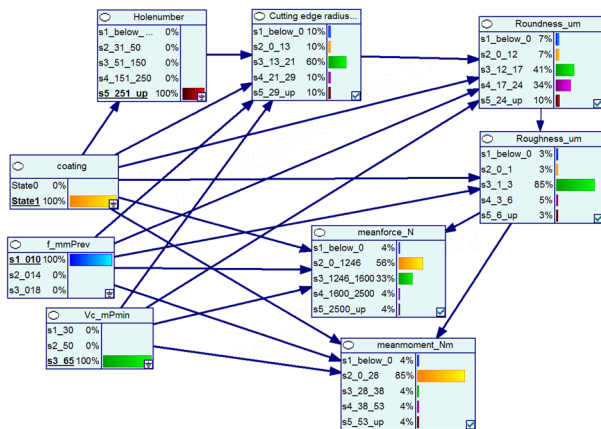 Holenumber
s1_below_ ... 0%
s2_31_50 0%
s3_51_150 0%
s4_151_250 0%
s5_251_up 100%
Cutting edge radius...
s1_below_0 10%
s2_0_13 10%
s3_13_21 60%
s4_21_29 10%
s5_29_up 10%
Roundness_um
s1_below_0 7%
s2_0_12 7%
s3_12_17 41%
s4_17_24 34%
s5_24_up 10%
Roughness_um
s1_below_0 3%
s2_0_1 3%
s3_1_3 85%
s4_3_6 5%
s5_6_up 3%
coating
State0 0%
State1 100%
f_mmPrev
s1_010 100%
s2_014 0%
s3_018 0%
meanforce_N
s1_below_0 4%
s2_0_1246 56%
s3_1246_1600 33%
s4_1600_2500 4%
s5_2500_up 4%
Vc_mPmin
s1_30 0%
s2_50 0%
s3_65 100%
meanmoment_Nm
s1_below_0 4%
s2_0_28 85%
s3_28_38 4%
s4_38_53 4%
s5_53_up 4%